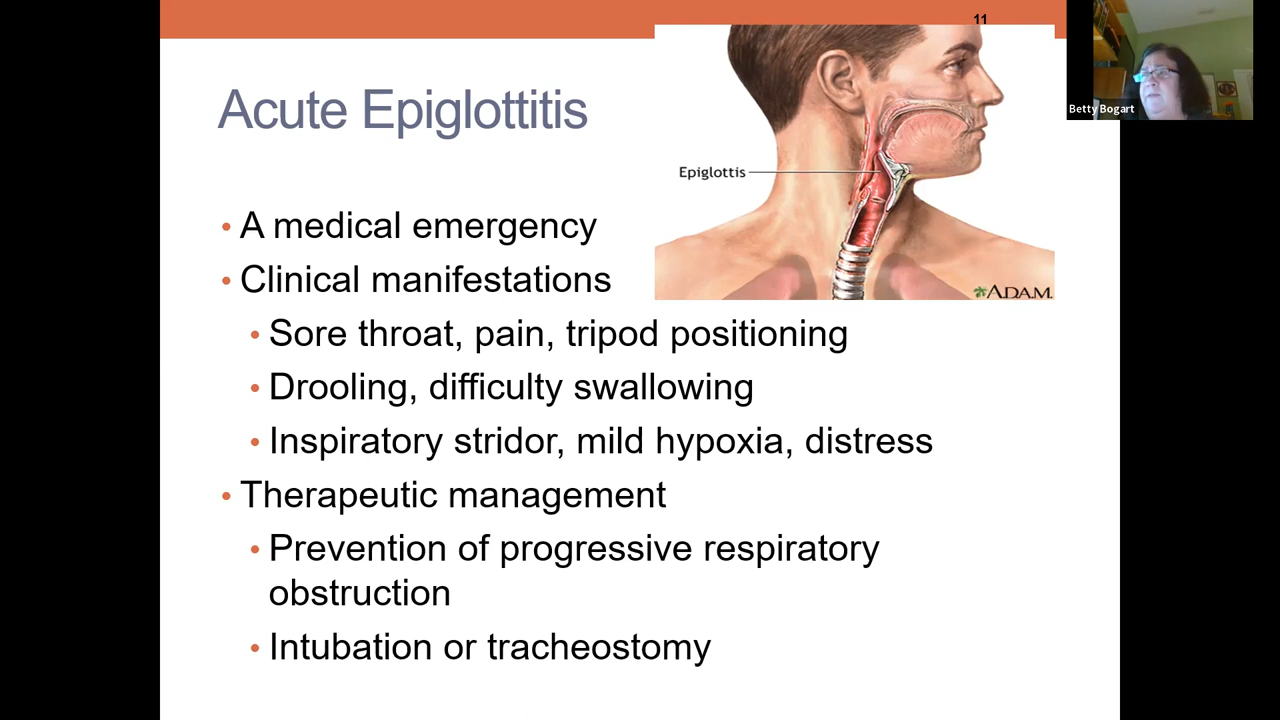 11
Betty Bogart
Acute Epiglottitis
Epiglottis
A.D.A.M.
• A medical emergency
• Clinical manifestations
• Sore throat, pain, tripod positioning
• Drooling, difficulty swallowing
• Inspiratory stridor, mild hypoxia, distress
• Therapeutic management
• Prevention of progressive respiratory
obstruction
• Intubation or tracheostomy